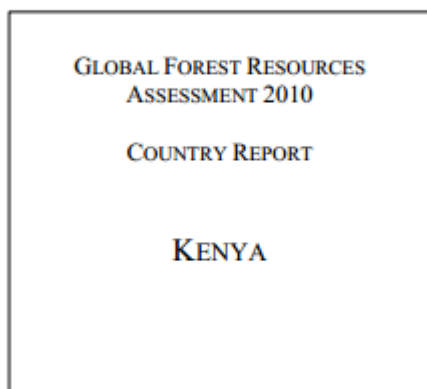 GLOBAL FOREST RESOURCES
ASSESSMENT 2010
COUNTRY REPORT
KENYA